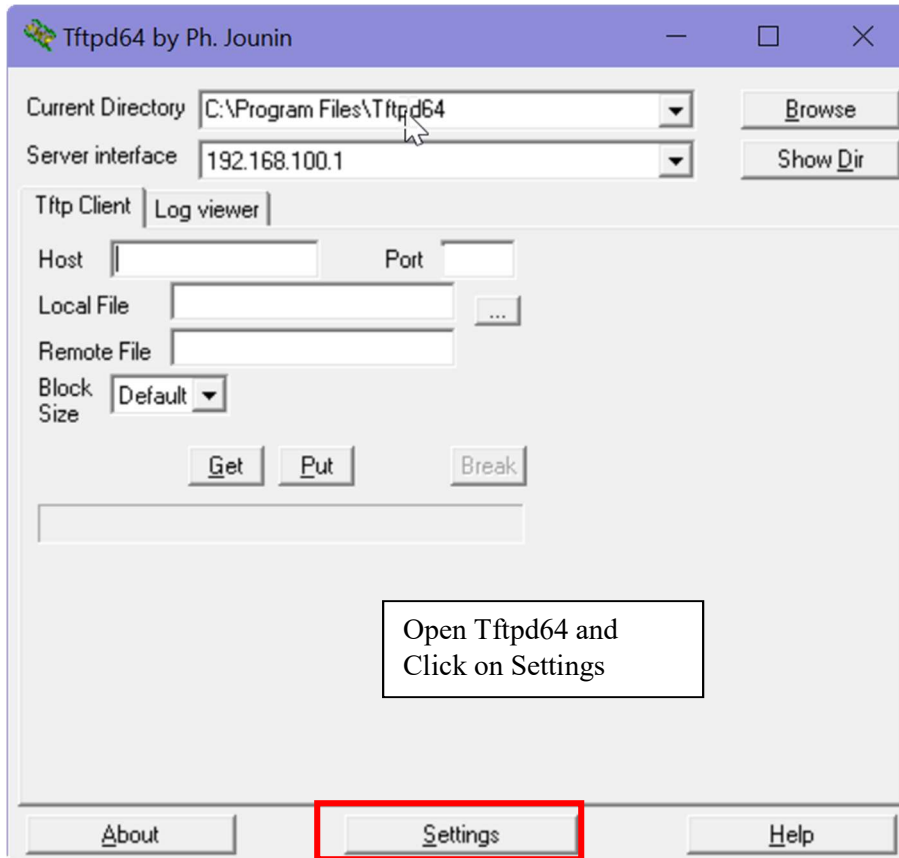 Tftpd64 by Ph. Jounin
Current Directory C:\Program Files\Tftpd64 Browse
Server interface 192.168.100.1 Show Dir
Tftp Client Log viewer
Host Port
Local File ...
Remote File
Block
Size Default
Get Put Break
Open Tftpd64 and
Click on Settings
About Settings Help